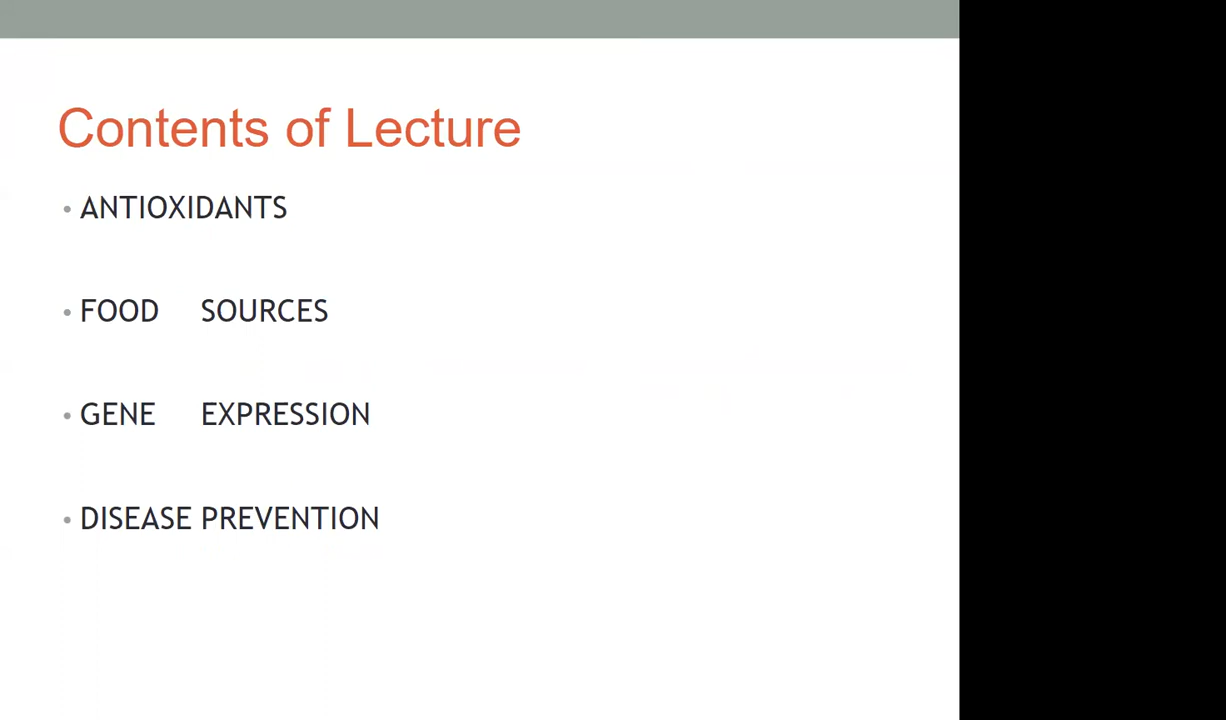 Contents of Lecture
• ANTIOXIDANTS
• FOOD SOURCES
• GENE EXPRESSION
• DISEASE PREVENTION